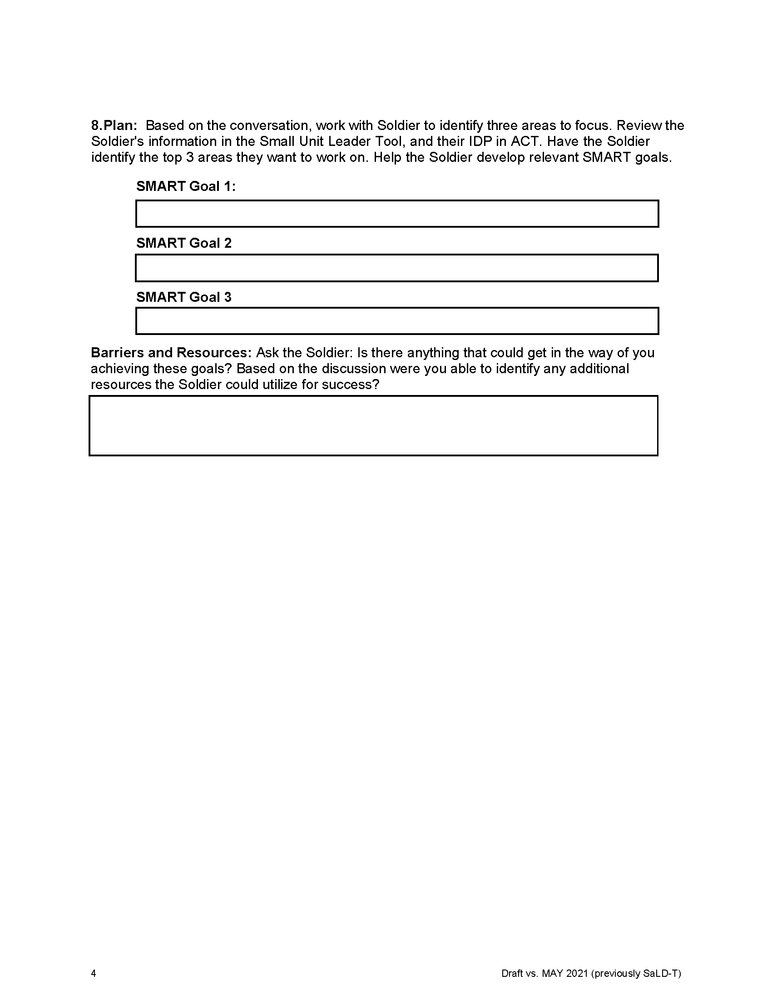 8.Plan:  Based on the conversation, work with Soldier to identify three areas to focus. Review the
Soldier's information in the Small Unit Leader Tool, and their IDP in ACT. Have the Soldier
identify the top 3 areas they want to work on. Help the Soldier develop relevant SMART goals.
SMART Goal 1:
SMART Goal 2
SMART Goal 3
Barriers and Resources: Ask the Soldier: Is there anything that could get in the way of you
achieving these goals? Based on the discussion were you able to identify any additional
resources the Soldier could utilize for success?
4
Draft vs. MAY 2021 (previously SaLD-T)